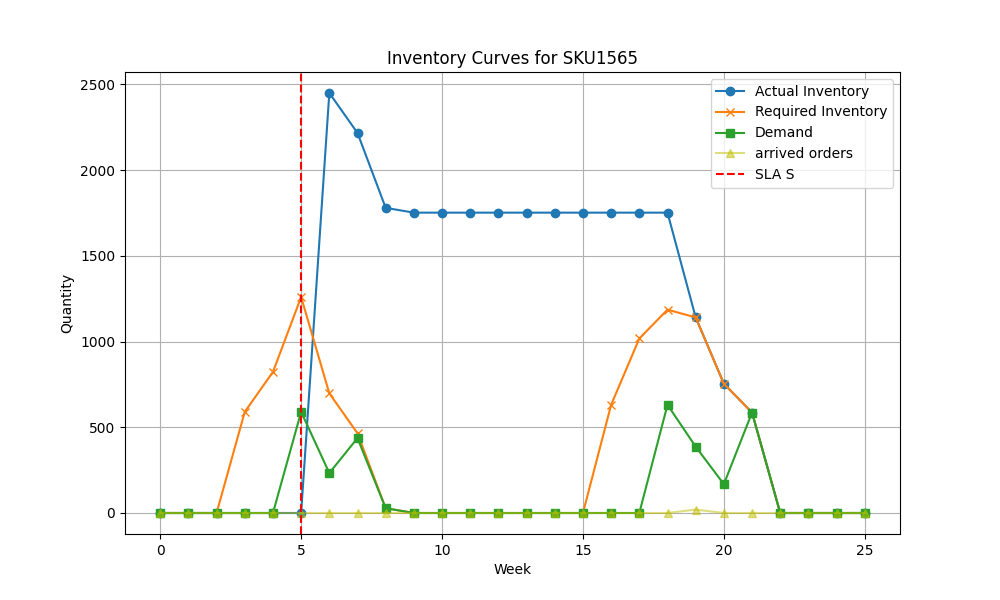 Inventory Curves for SKU1565
Actual Inventory
Required Inventory
Demand
arrived orders
SLA S
2500
2000
1500
1000
500
0
Quantity
0 5 10 15 20 25
Week